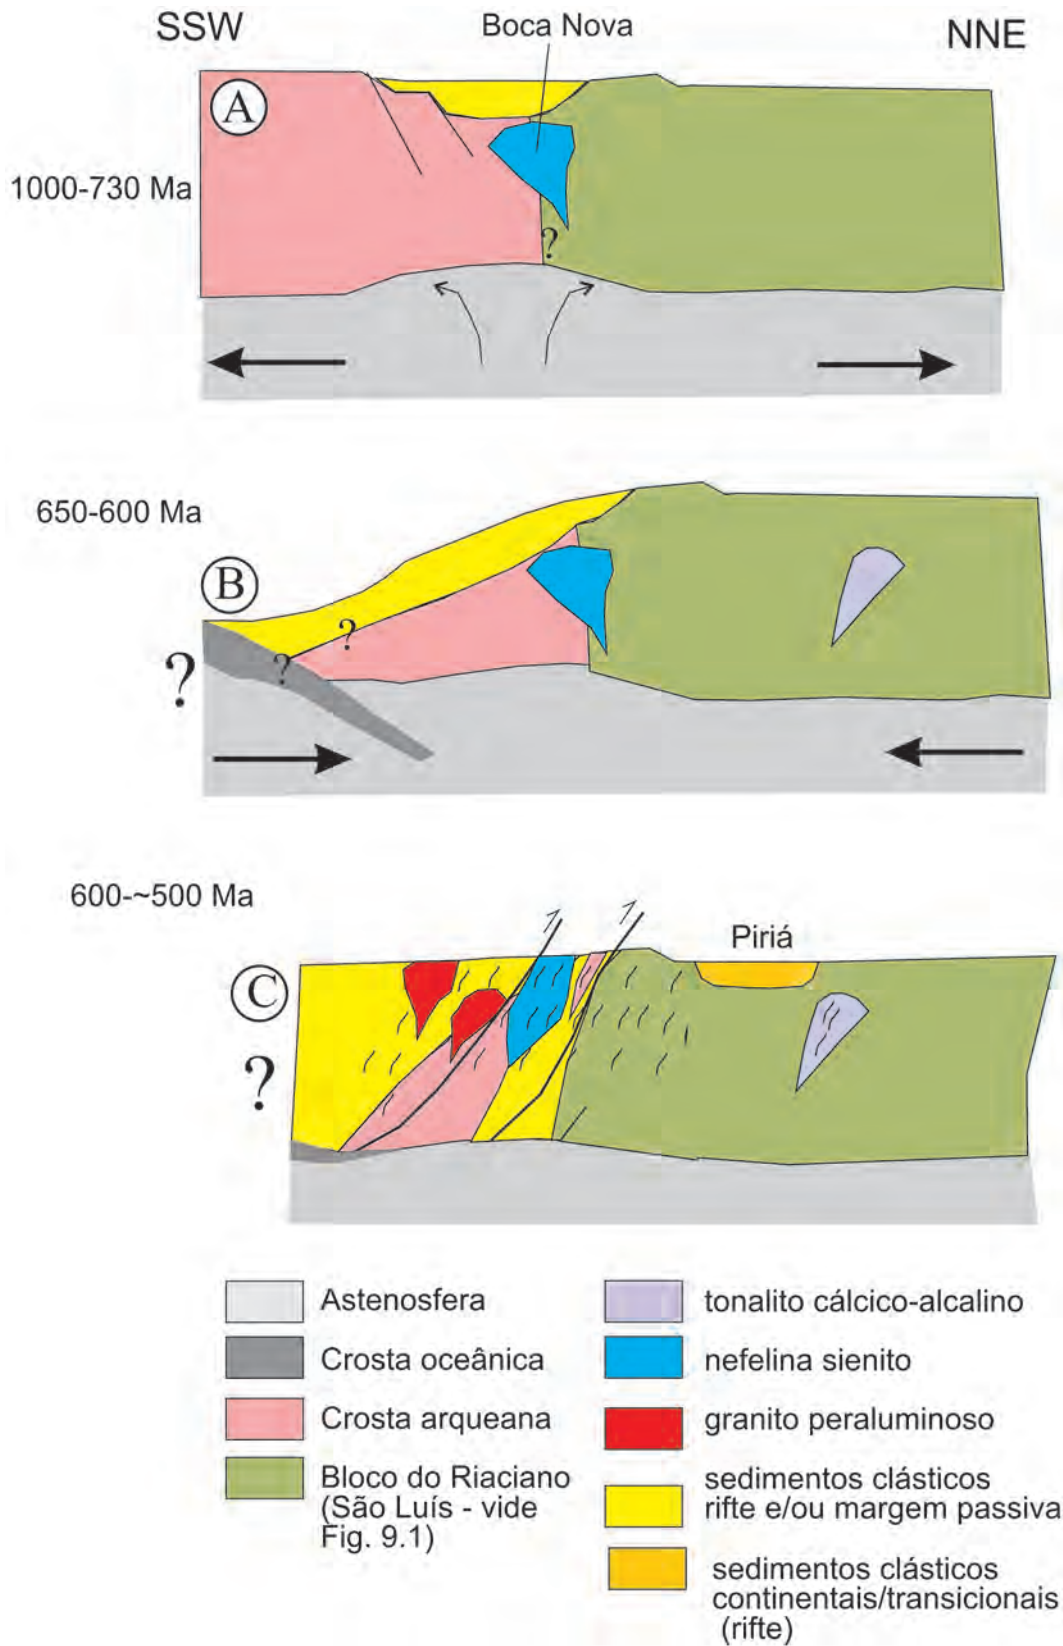 SSW
Boca Nova
NNE
A
1000-730 Ma
?
650-600 Ma
B
?
?
?
600-~500 Ma
Piriá
C
?
Astenosfera
Crosta oceânica
Crosta arqueana
Bloco do Riaciano
(São Luís - vide
Fig. 9.1)
tonalito cálcico-alcalino
nefelina sienito
granito peraluminoso
sedimentos clásticos
rifte e/ou margem passiva
sedimentos clásticos
continentais/transicionais
(rifte)